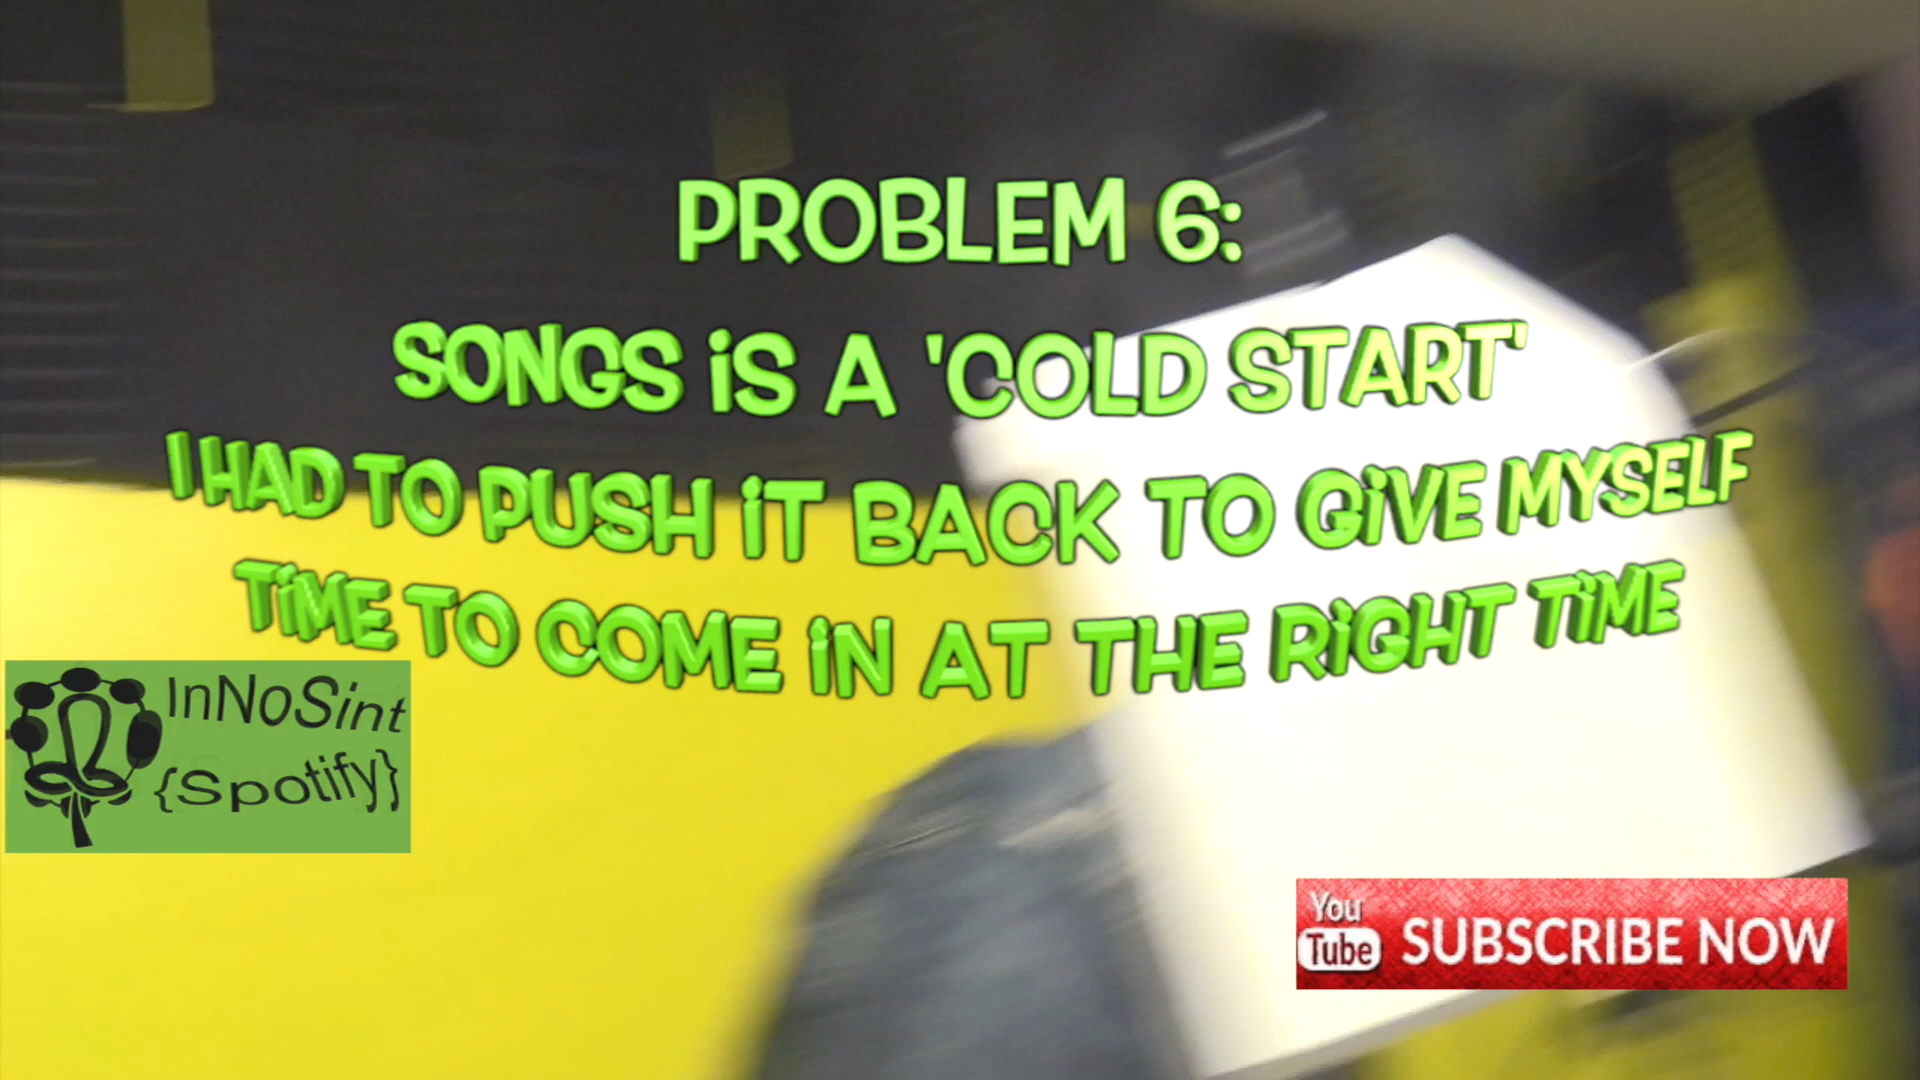 PROBLEM 6:
SONGS iS A 'COLD START'
I HAD TO PUSH iT BACK TO GiVE MYSELF
TiME TO COME iN AT THE RiGHT TiME
InNoSint
{Spotify}
You
Tube SUBSCRIBE NOW